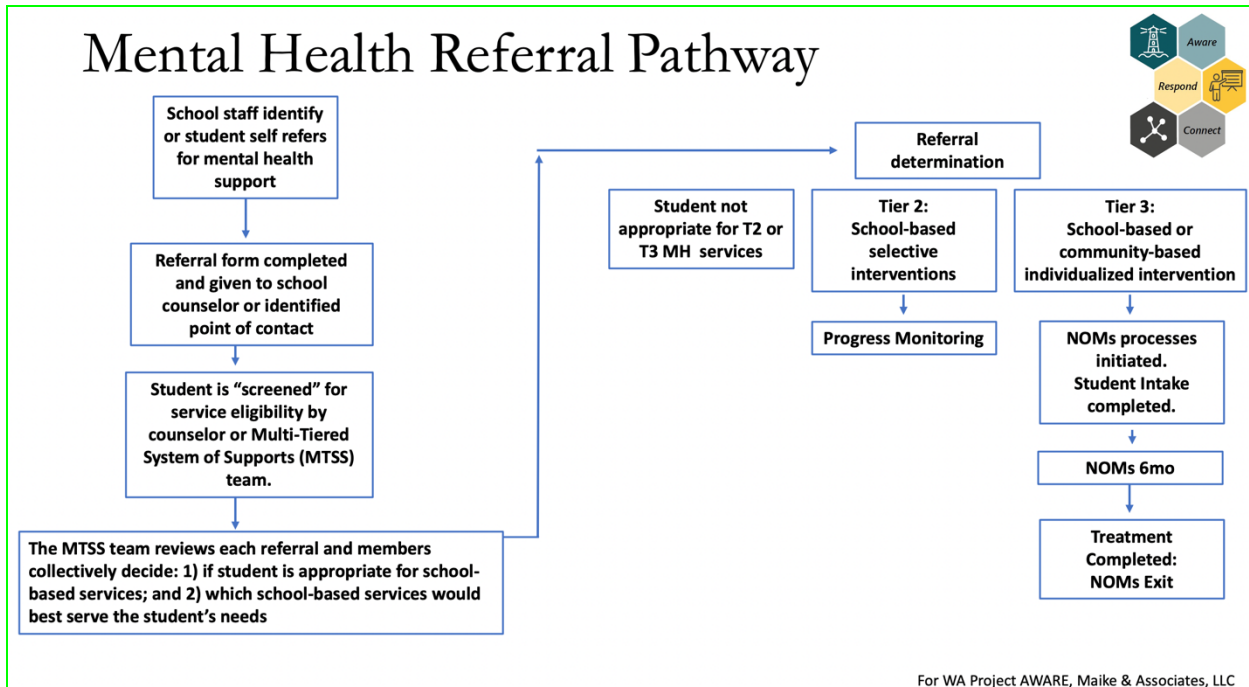 Mental Health Referral Pathway
Aware
Respond
Connect
School staff identify
or student self refers
for mental health
support
Referral form completed
and given to school
counselor or identified
point of contact
Student is “screened” for
service eligibility by
counselor or Multi-Tiered
System of Supports (MTSS)
team.
The MTSS team reviews each referral and members
collectively decide: 1) if student is appropriate for school-
based services; and 2) which school-based services would
best serve the student’s needs
Referral
determination
Student not
appropriate for T2 or
T3 MH services
Tier 2:
School-based
selective
interventions
Progress Monitoring
Tier 3:
School-based or
community-based
individualized intervention
NOMs processes
initiated.
Student Intake
completed.
NOMs 6mo
Treatment
Completed:
NOMs Exit
For WA Project AWARE, Maike & Associates, LLC